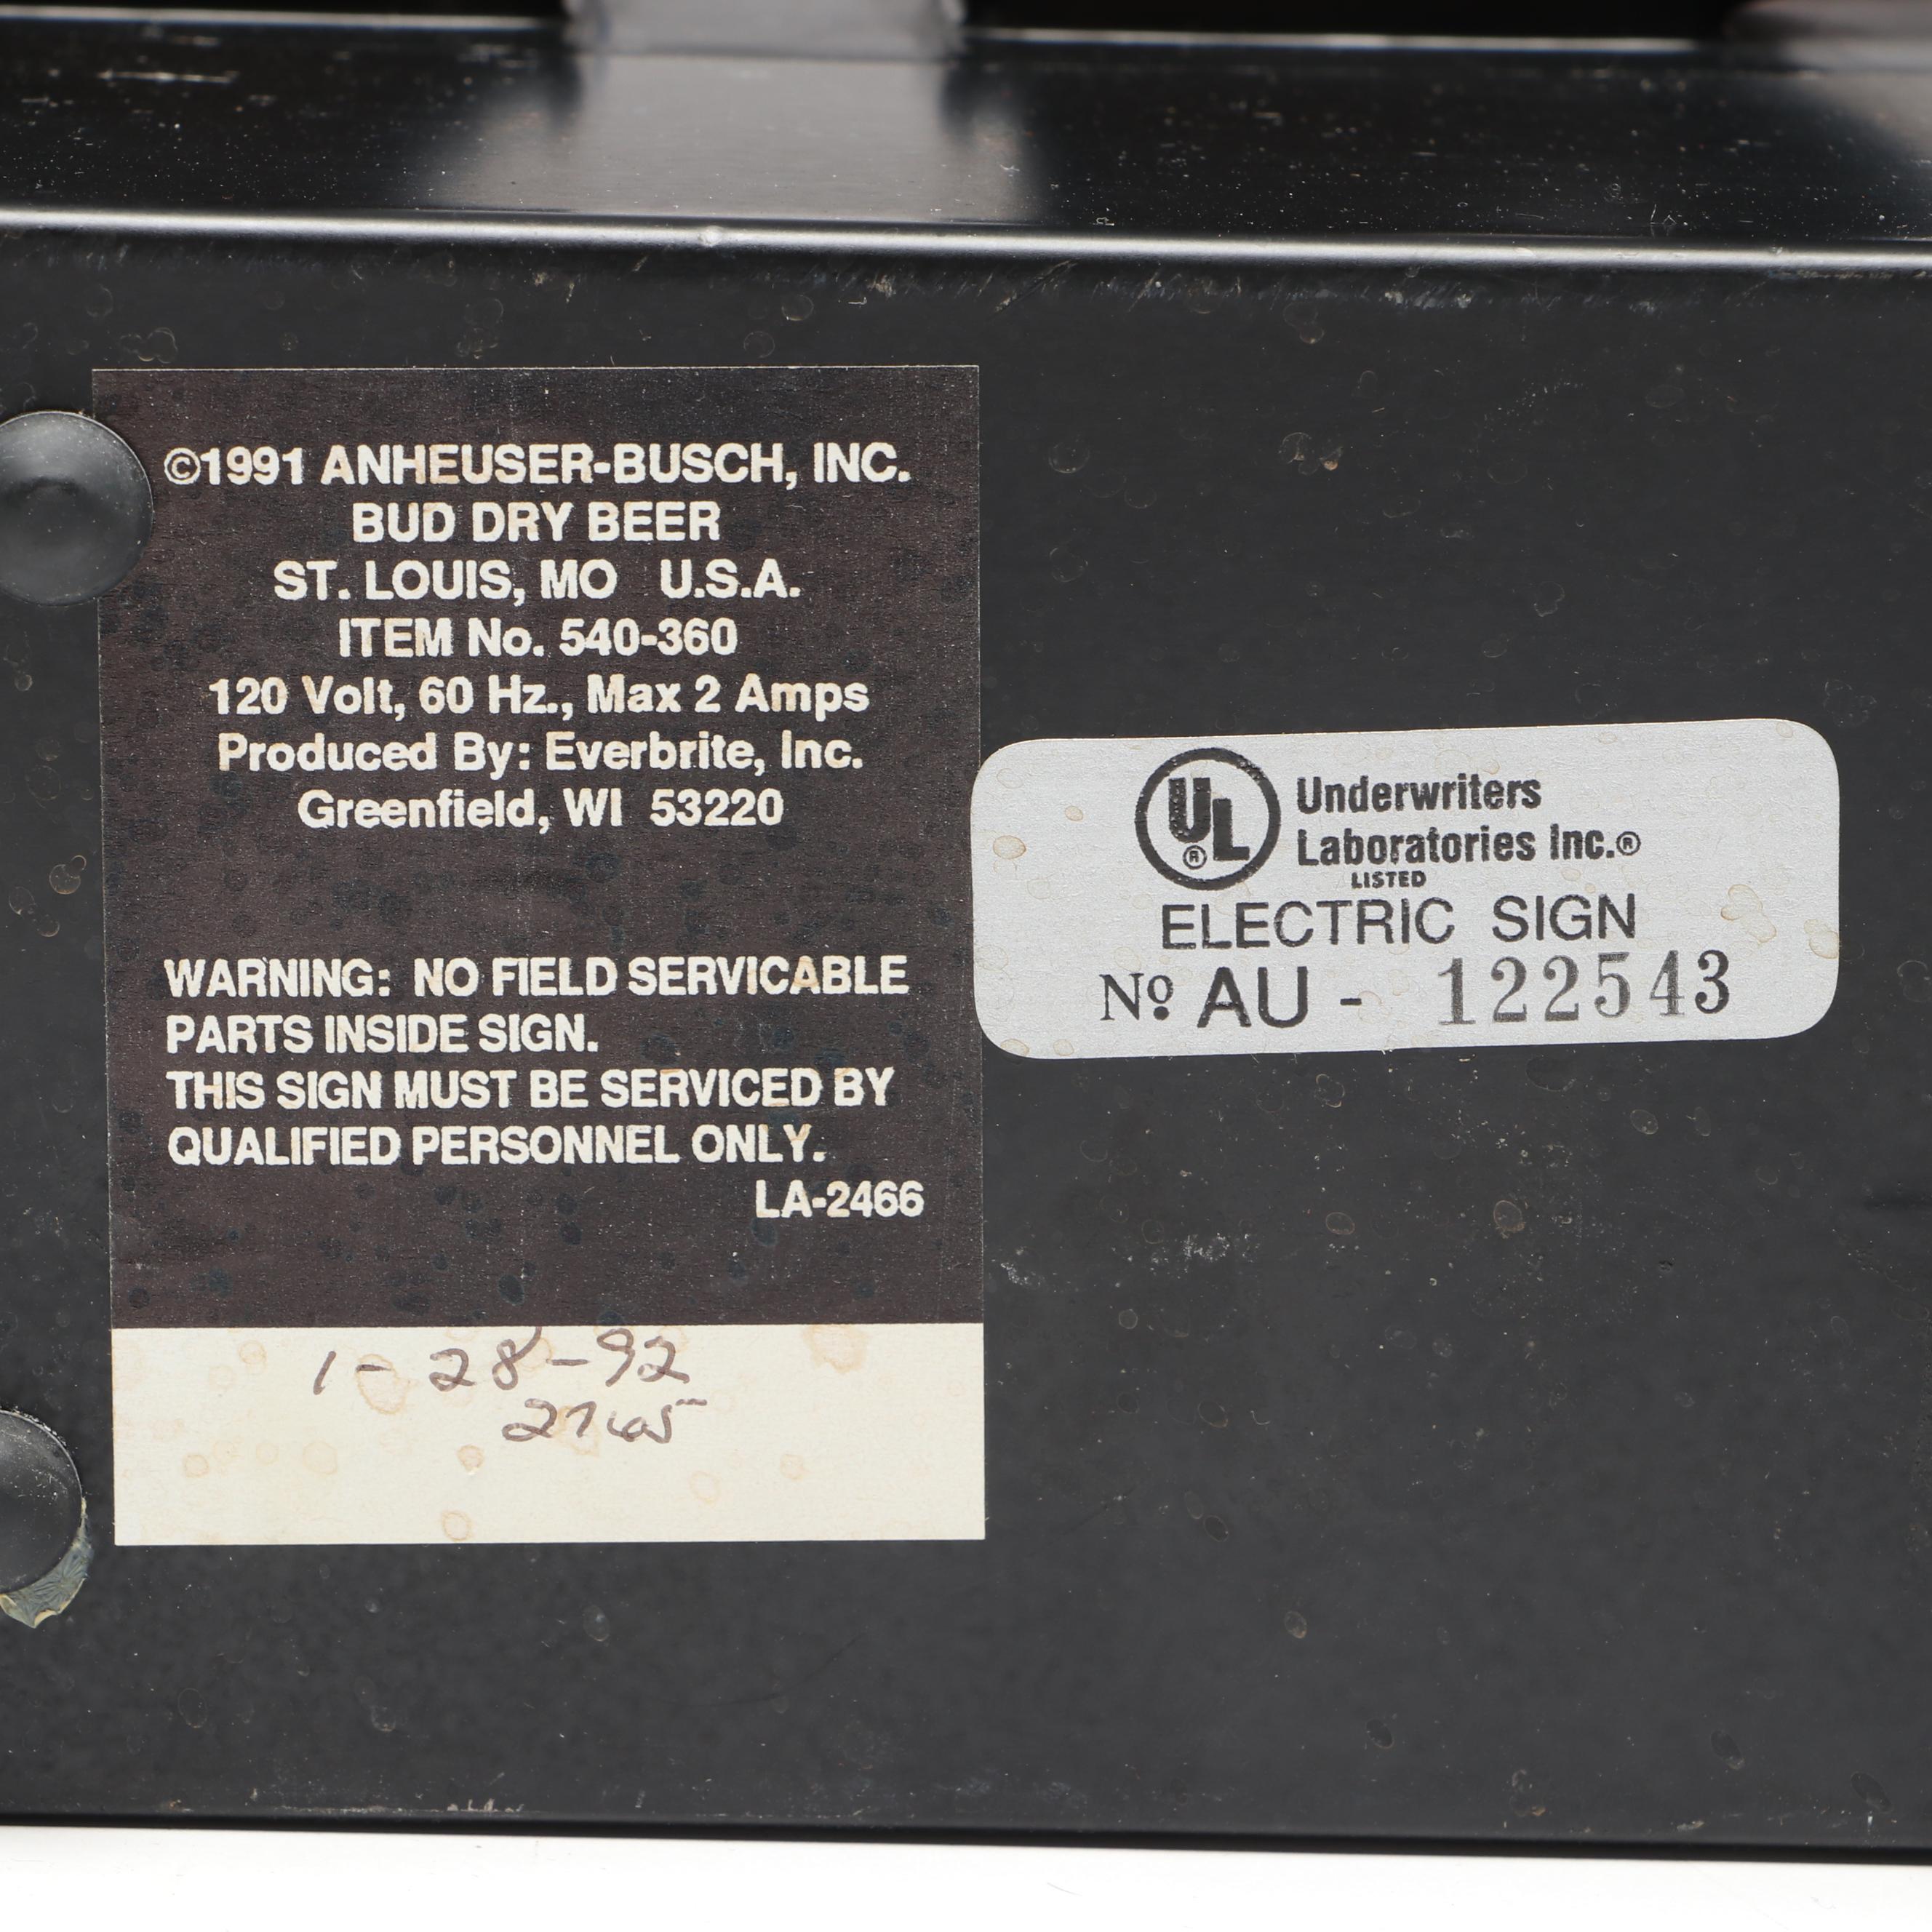 ©1991 ANHEUSER-BUSCH, INC.
BUD DRY BEER
ST. LOUIS, MO U.S.A.
ITEM No. 540-360
120 Volt, 60 Hz., Max 2 Amps
Produced By: Everbrite, Inc.
Greenfield, WI 53220
WARNING: NO FIELD SERVICABLE
PARTS INSIDE SIGN.
THIS SIGN MUST BE SERVICED BY
QUALIFIED PERSONNEL ONLY.
LA-2466
1-28-92
2765
UL®
Underwriters
Laboratories Inc.®
LISTED
ELECTRIC SIGN
Nº AU - 122543